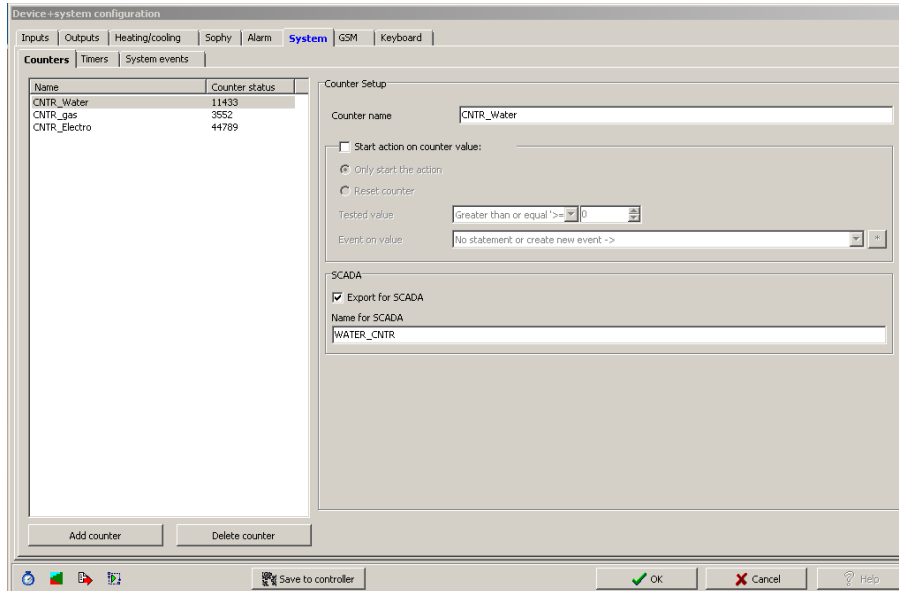 Device+system configuration
Inputs Outputs Heating/cooling Sophy Alarm System GSM Keyboard
Counters Timers System events
Name Counter status
CNTR_Water 11433
CNTR_gas 3552
CNTR_Electro 44789
Counter Setup
Counter name CNTR_Water
Start action on counter value:
Only start the action
Reset counter
Tested value Greater than or equal '>= 0
Event on value No statement or create new event -> *
SCADA
Export for SCADA
Name for SCADA
WATER_CNTR
Add counter Delete counter
Save to controller OK Cancel ? Help